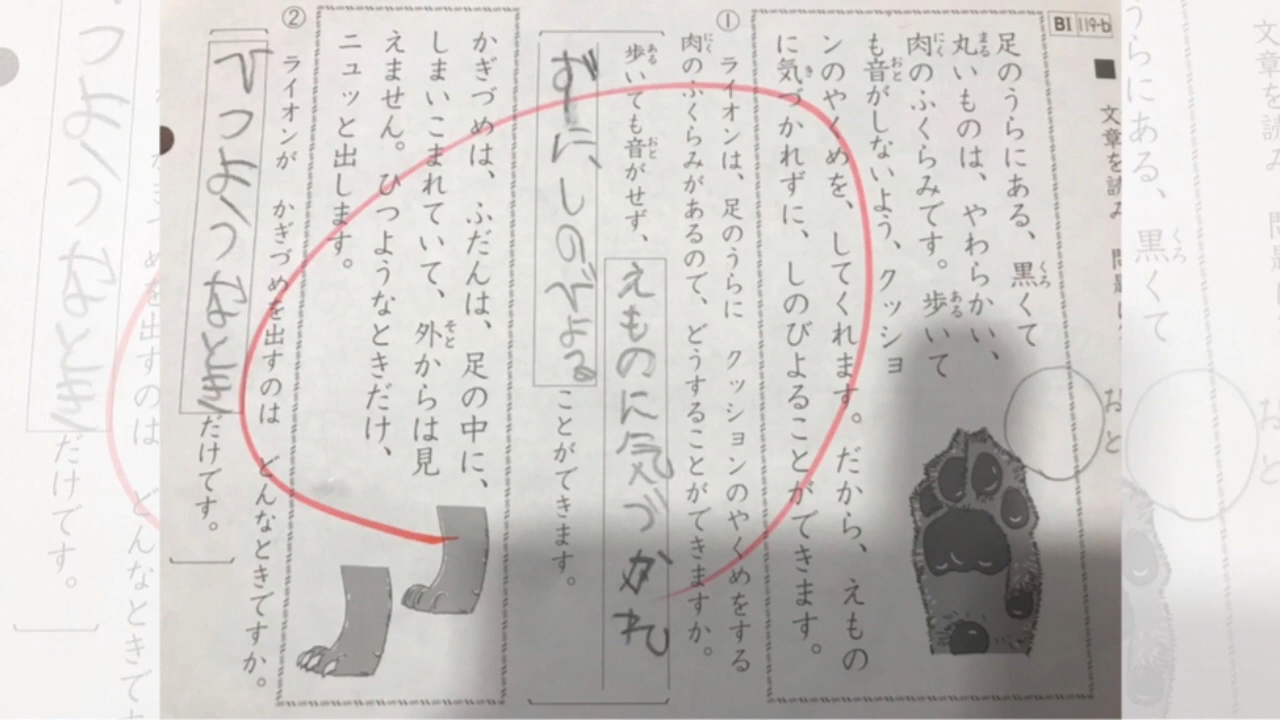 BI 119-b
文章を読み
おと
足のうらにある、黒くて
丸いものは、やわらかい、
肉のふくらみです。歩いて
も音がしないよう、クッショ
ンのやくめを、してくれます。だから、えもの
に気づかれずに、しのびよることができます。
① ライオンは、足のうらに クッションのやくめをする
肉のふくらみがあるので、どうすることができますか。
歩いても音がせず、えものに気づかれ
ずに、しのびよることができます。
かぎづめは、ふだんは、足の中に、
しまいこまれていて、外からは見
えません。ひつようなときだけ、
ニュッと出します。
② ライオンが かぎづめを出すのは どんなときですか。
ひつようなときだけです。